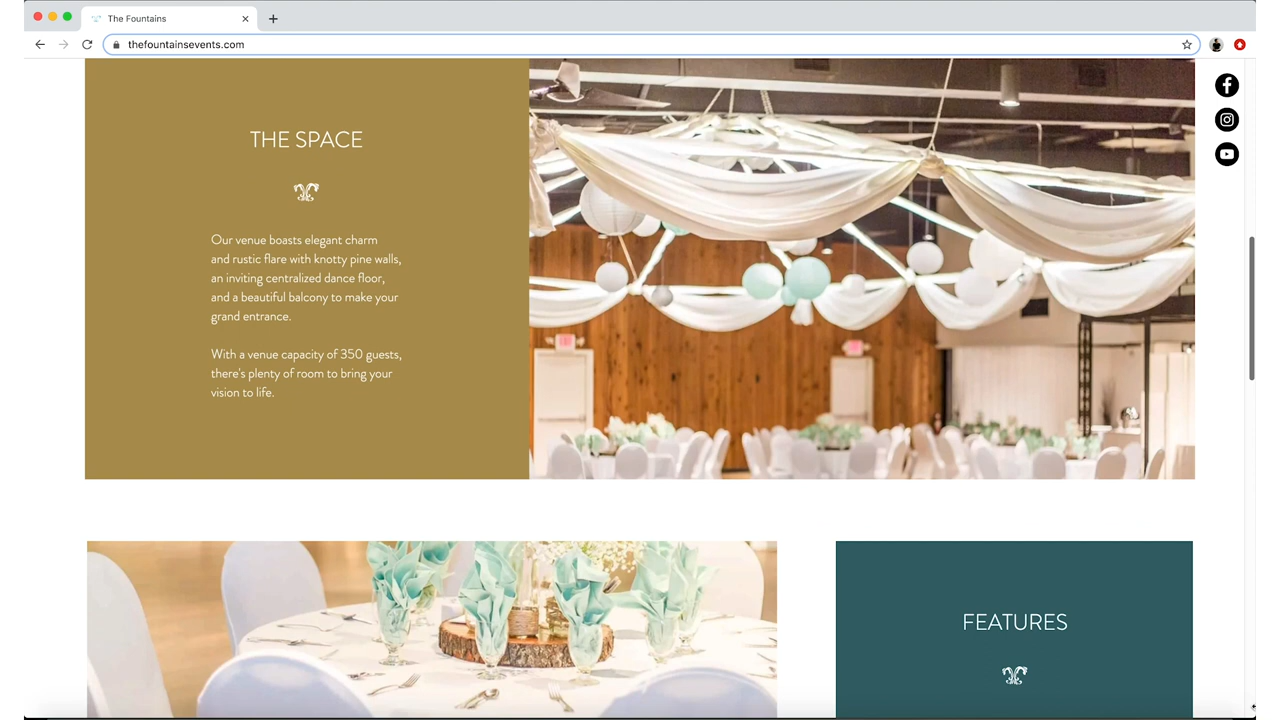 The Fountains
thefountainsevents.com
THE SPACE
Our venue boasts elegant charm
and rustic flare with knotty pine walls,
an inviting centralized dance floor,
and a beautiful balcony to make your
grand entrance.
With a venue capacity of 350 guests,
there's plenty of room to bring your
vision to life.
FEATURES